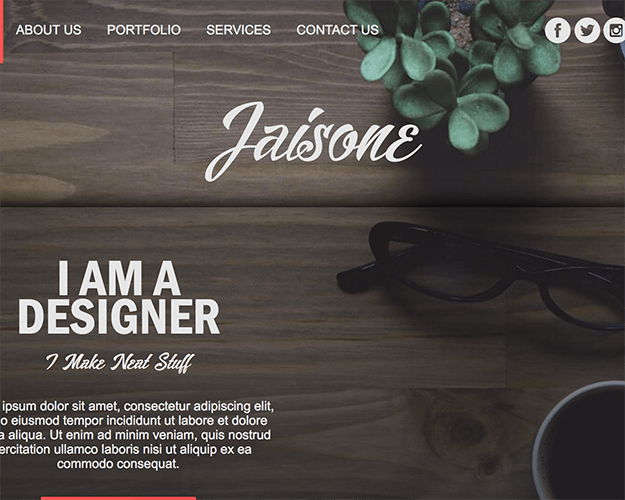 ABOUT US PORTFOLIO SERVICES CONTACT US
Jaisone
I AM A
DESIGNER
I Make Neat Stuff
ipsum dolor sit amet, consectetur adipiscing elit,
o eiusmod tempor incididunt ut labore et dolore
a aliqua. Ut enim ad minim veniam, quis nostrud
ercitation ullamco laboris nisi ut aliquip ex ea
commodo consequat.